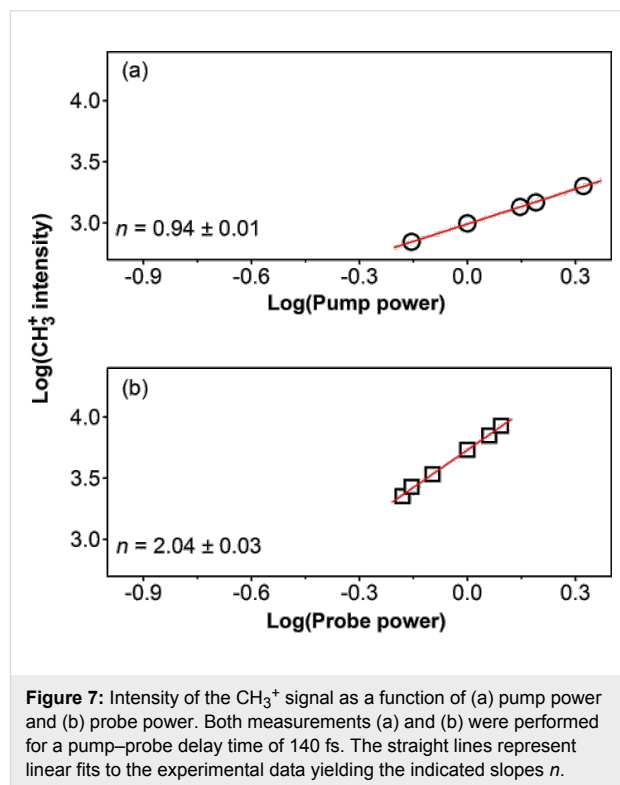 (a)
4.0
3.5
3.0
n = 0.94 ± 0.01
-0.9 -0.6 -0.3 0.0 0.3
Log(Pump power)
Log(CH₃⁺ intensity)
(b)
4.0
3.5
3.0
n = 2.04 ± 0.03
-0.9 -0.6 -0.3 0.0 0.3
Log(Probe power)
Figure 7: Intensity of the CH₃⁺ signal as a function of (a) pump power
and (b) probe power. Both measurements (a) and (b) were performed
for a pump–probe delay time of 140 fs. The straight lines represent
linear fits to the experimental data yielding the indicated slopes n.